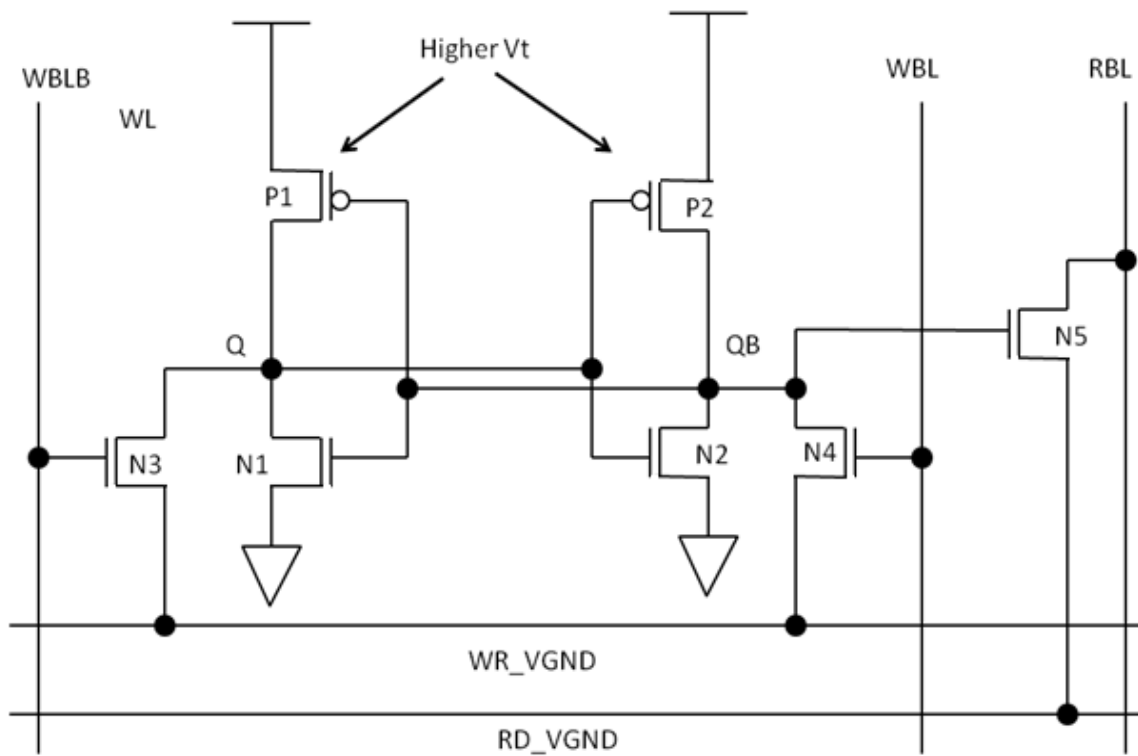 Higher Vt
WBLB
WBL
RBL
WL
P1
P2
Q
QB
N5
N3
N1
N2
N4
WR_VGND
RD_VGND